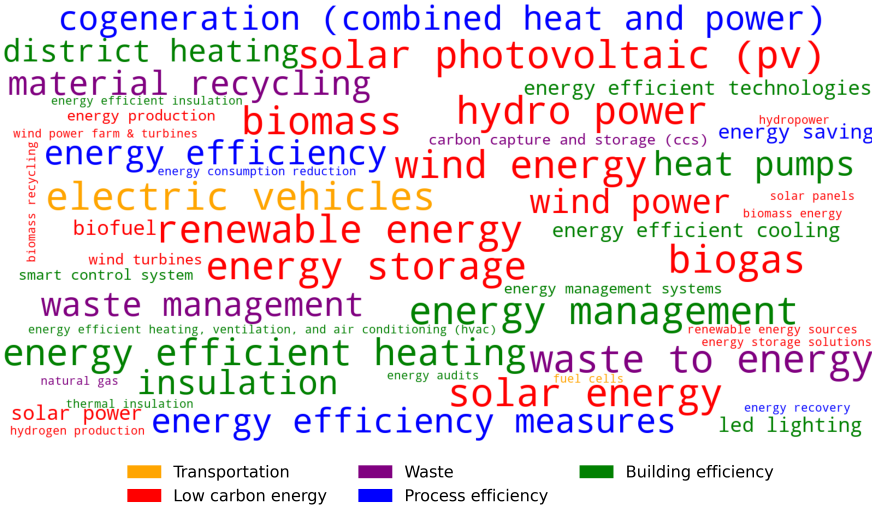 cogeneration (combined heat and power)
district heating
solar photovoltaic (pv)
material recycling
energy efficient technologies
energy efficient insulation
energy production
biomass
hydro power
hydropower
wind power farm & turbines
carbon capture and storage (ccs)
energy saving
biomass recycling
energy efficiency
energy consumption reduction
wind energy
heat pumps
electric vehicles
wind power
solar panels
biomass energy
biofuel
renewable energy
energy efficient cooling
wind turbines
smart control system
energy storage
biogas
energy management systems
waste management
energy management
energy efficient heating, ventilation, and air conditioning (hvac)
renewable energy sources
energy storage solutions
energy efficient heating
waste to energy
natural gas
insulation
energy audits
fuel cells
solar energy
thermal insulation
solar power
hydrogen production
energy efficiency measures
energy recovery
led lighting
Transportation
Waste
Building efficiency
Low carbon energy
Process efficiency